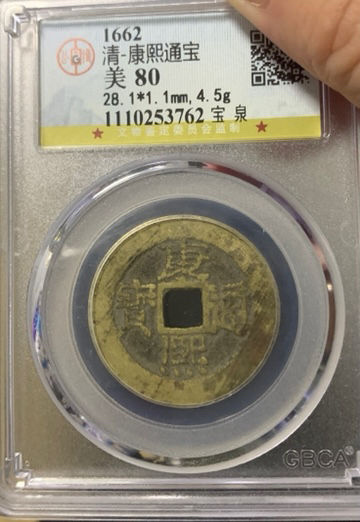 1662
清-康熙通宝
美 80
28.1*1.1mm, 4.5g
1110253762 宝 泉
★ 文物鉴定委员会监制 ★
康
寶 通
熙
GBCA®